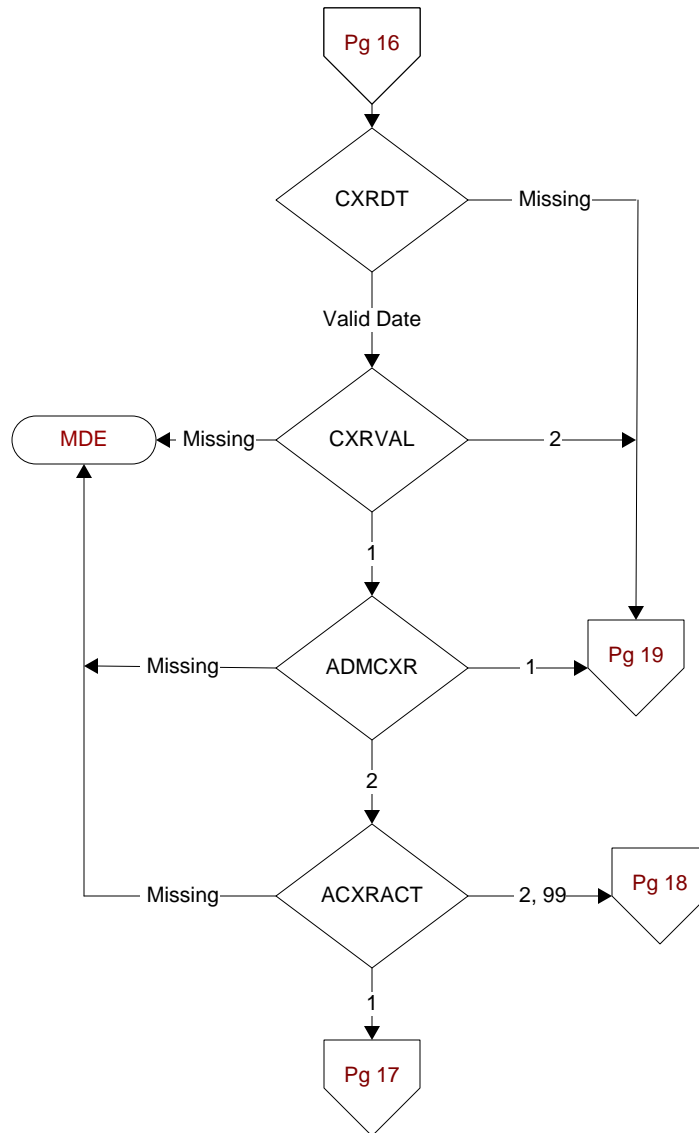 Pg 16
CXRDT
Missing
Valid Date
MDE
Missing
CXRVAL
2
1
Missing
ADMCXR
1
Pg 19
2
Missing
ACXRACT
2, 99
Pg 18
1
Pg 17